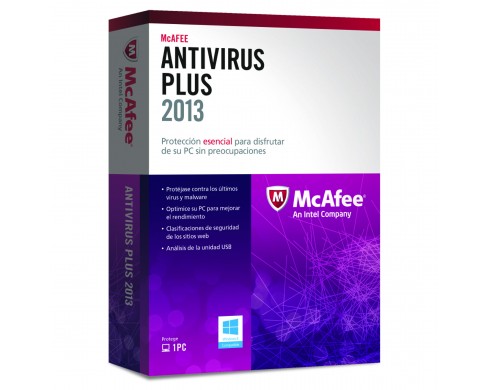 McAFEE
ANTIVIRUS
PLUS
2013
Protección esencial para disfrutar
de su PC sin preocupaciones
• Protéjase contra los últimos
virus y malware
• Optimice su PC para mejorar
el rendimiento
• Clasificaciones de seguridad
de los sitios web
• Análisis de la unidad USB
McAfee
An Intel Company
Protege
1PC
McAfee
An Intel Company
ANTIVIRUS PLUS 2013